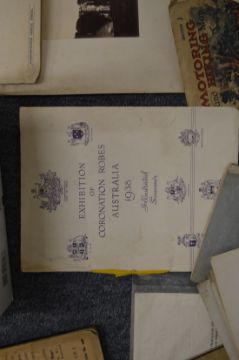 EXHIBITION
OF
CORONATION ROBES
AUSTRALIA
1938
Illustrated
Souvenir
MOTORING